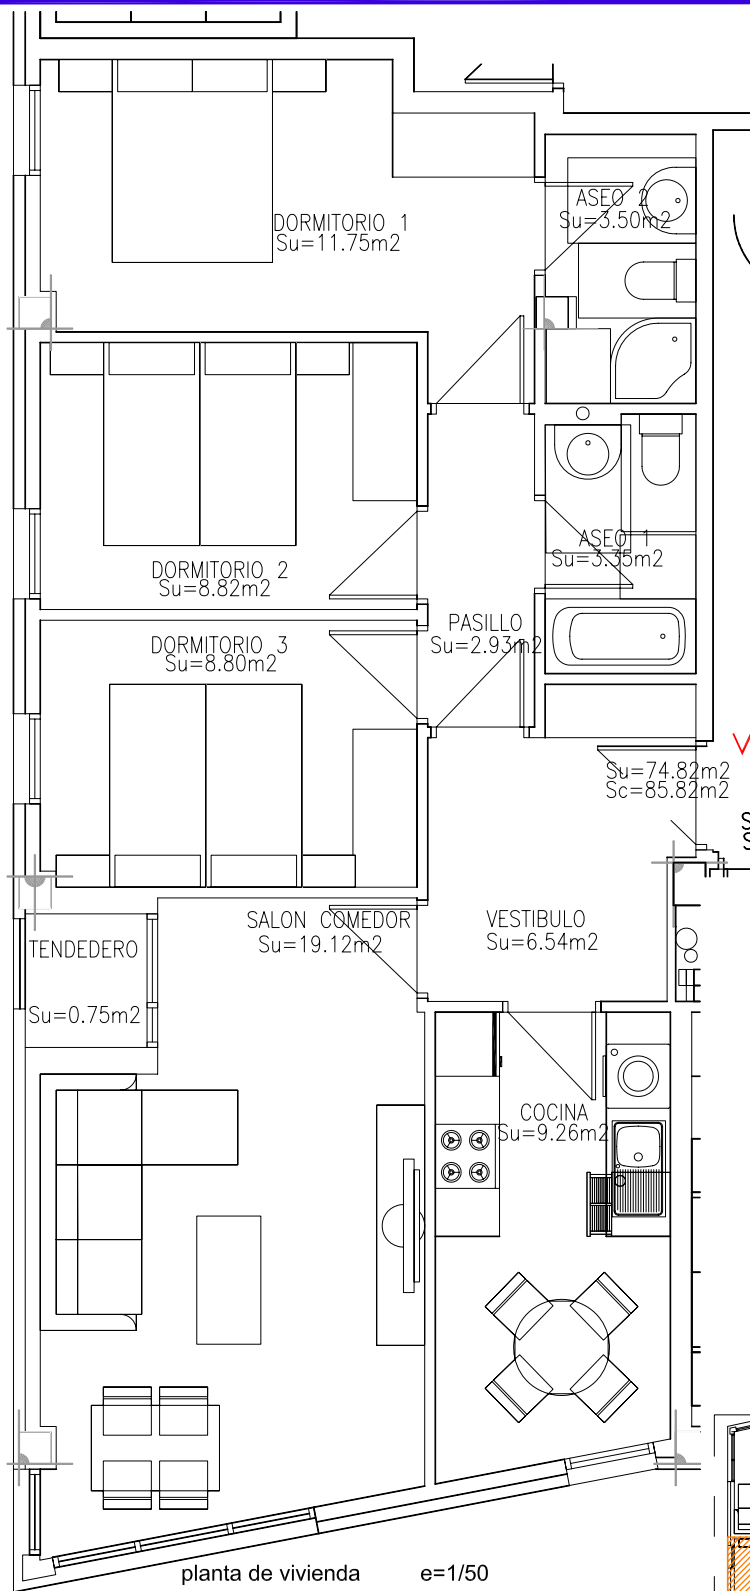 DORMITORIO 1
Su=11.75m2
ASEO 2
Su=3.50m2
ASEO 1
Su=3.35m2
DORMITORIO 2
Su=8.82m2
PASILLO
Su=2.93m2
DORMITORIO 3
Su=8.80m2
Su=74.82m2
Sc=85.82m2
SALON COMEDOR
Su=19.12m2
VESTIBULO
Su=6.54m2
TENDEDERO
Su=0.75m2
COCINA
Su=9.26m2
planta de vivienda e=1/50